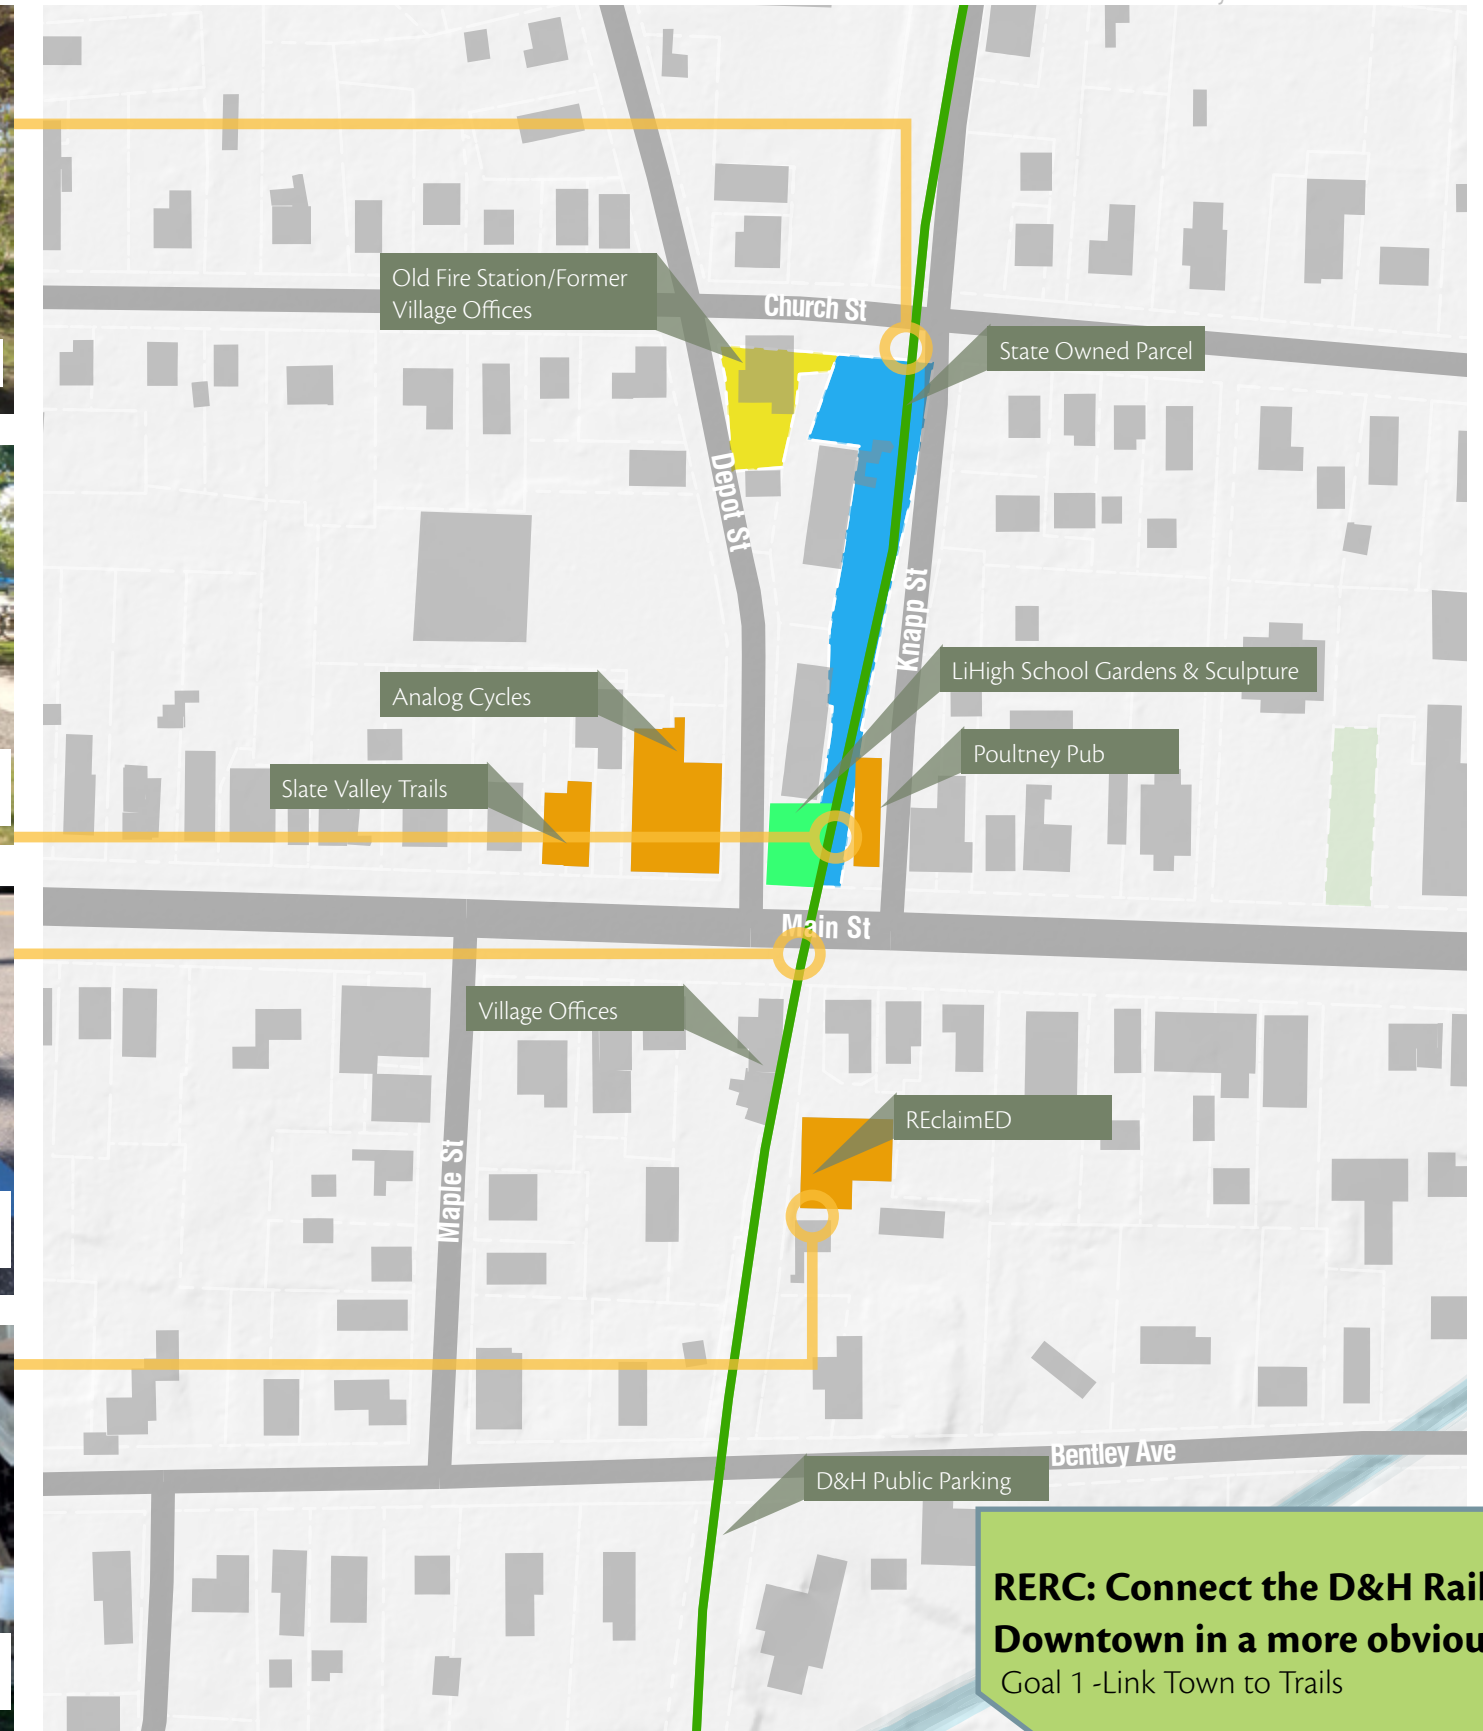 Old Fire Station/Former
Village Offices
Church St
State Owned Parcel
Depot St
Knapp St
LiHigh School Gardens & Sculpture
Analog Cycles
Poultney Pub
Slate Valley Trails
Main St
Village Offices
REclaimED
Maple St
Bentley Ave
D&H Public Parking
RERC: Connect the D&H Rail
Downtown in a more obviou
Goal 1 -Link Town to Trails